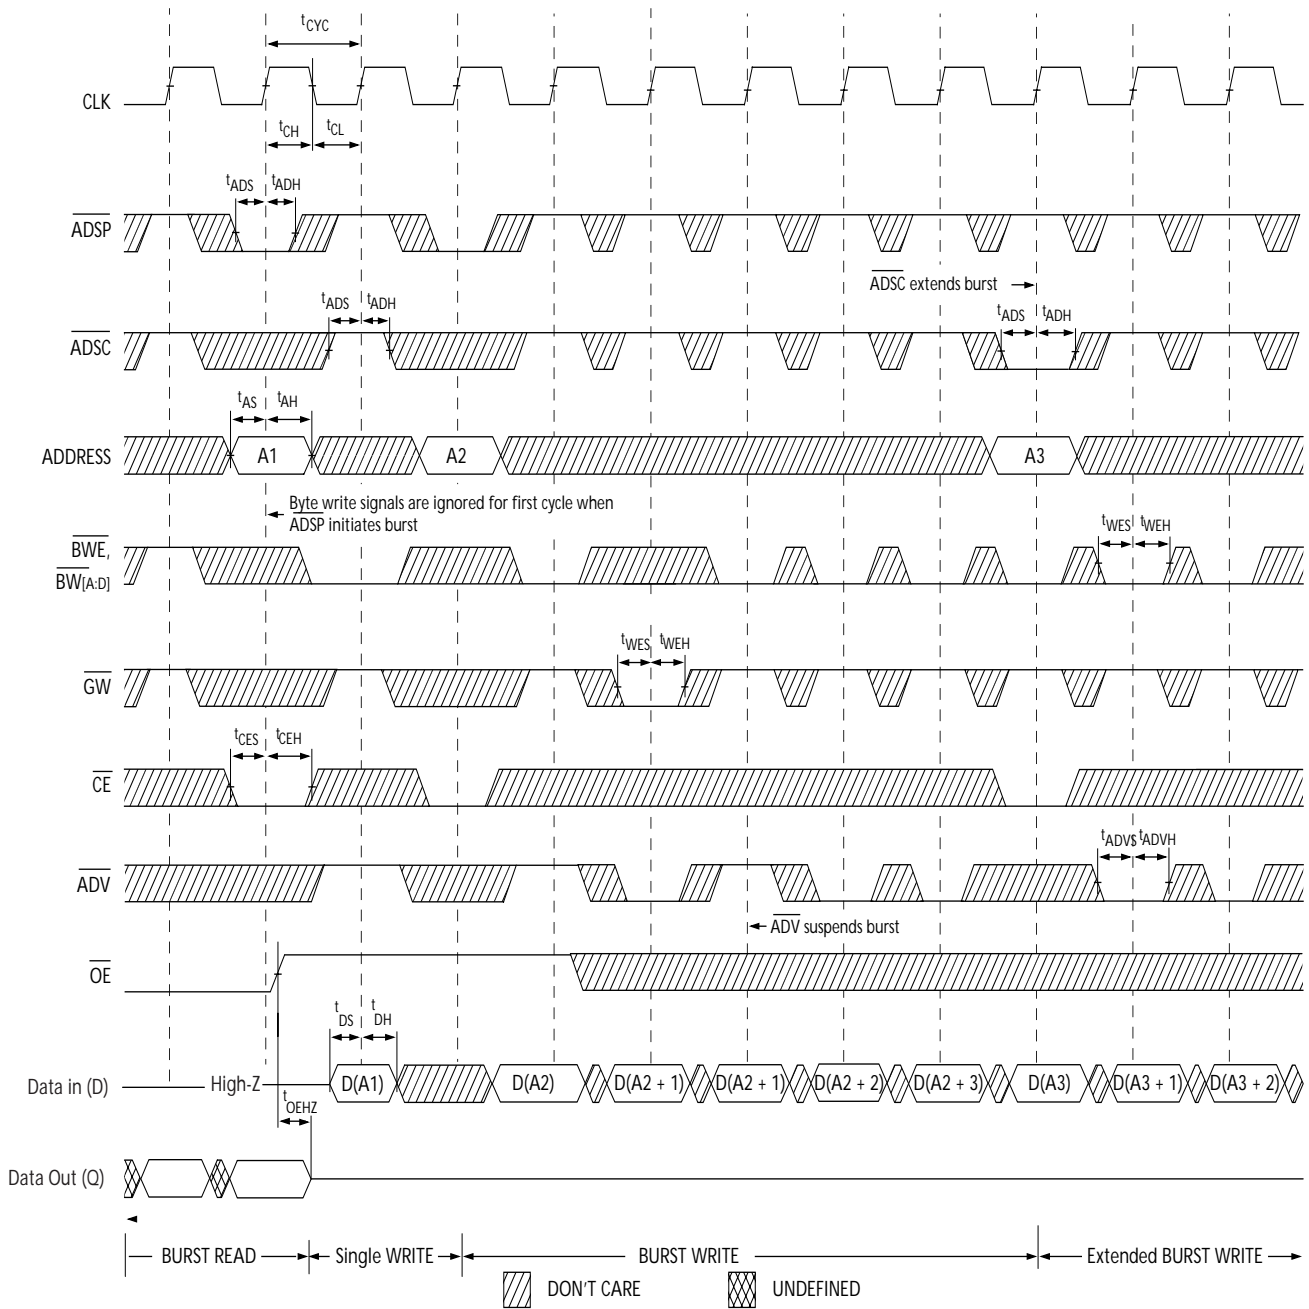 tCYC
CLK
tCH
tCL
tADS
tADH
ADSP
ADSC extends burst
tADS
tADH
tADS
tADH
ADSC
tAS
tAH
ADDRESS
A1
A2
A3
Byte write signals are ignored for first cycle when
ADSP initiates burst
tWES
tWEH
BWE,
BW[A:D]
tWES
tWEH
GW
tCES
tCEH
CE
tADVS
tADVH
ADV
ADV suspends burst
OE
tDS
tDH
Data in (D)
High-Z
D(A1)
D(A2)
D(A2 + 1)
D(A2 + 1)
D(A2 + 2)
D(A2 + 3)
D(A3)
D(A3 + 1)
D(A3 + 2)
tOEHZ
Data Out (Q)
BURST READ
Single WRITE
BURST WRITE
Extended BURST WRITE
DON'T CARE
UNDEFINED